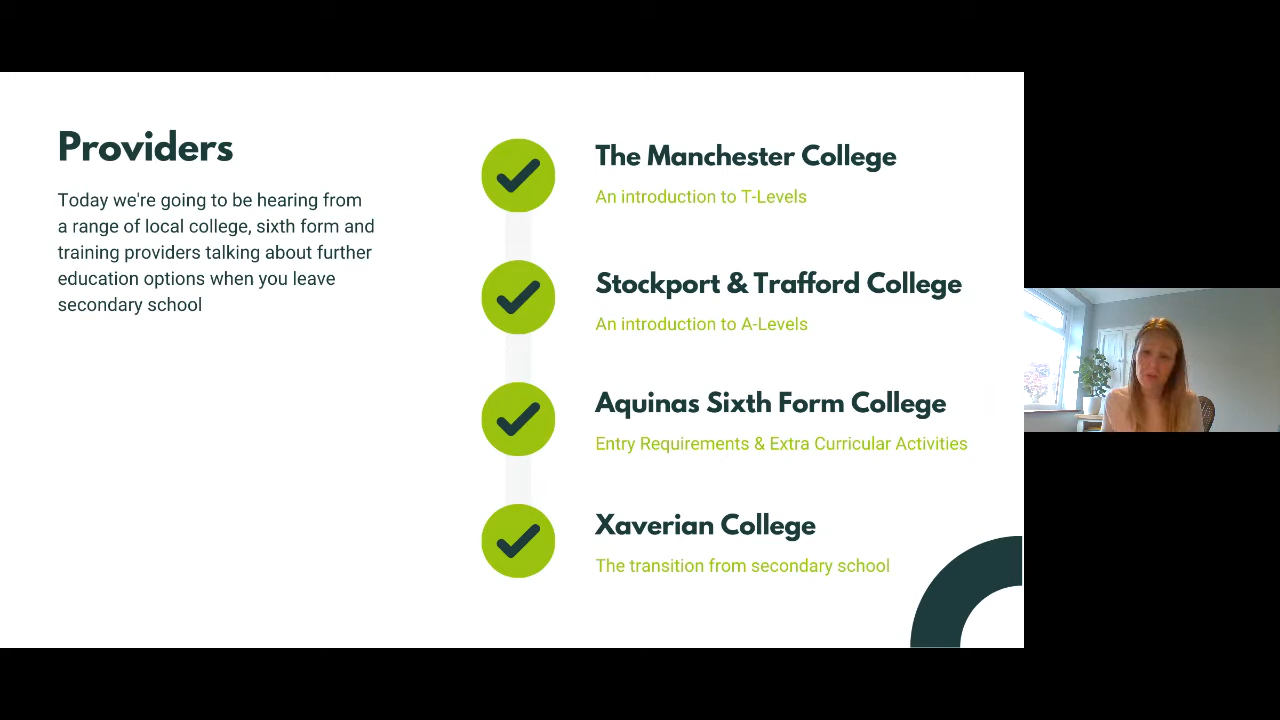 Providers
Today we're going to be hearing from
a range of local college, sixth form and
training providers talking about further
education options when you leave
secondary school
The Manchester College
An introduction to T-Levels
Stockport & Trafford College
An introduction to A-Levels
Aquinas Sixth Form College
Entry Requirements & Extra Curricular Activities
Xaverian College
The transition from secondary school